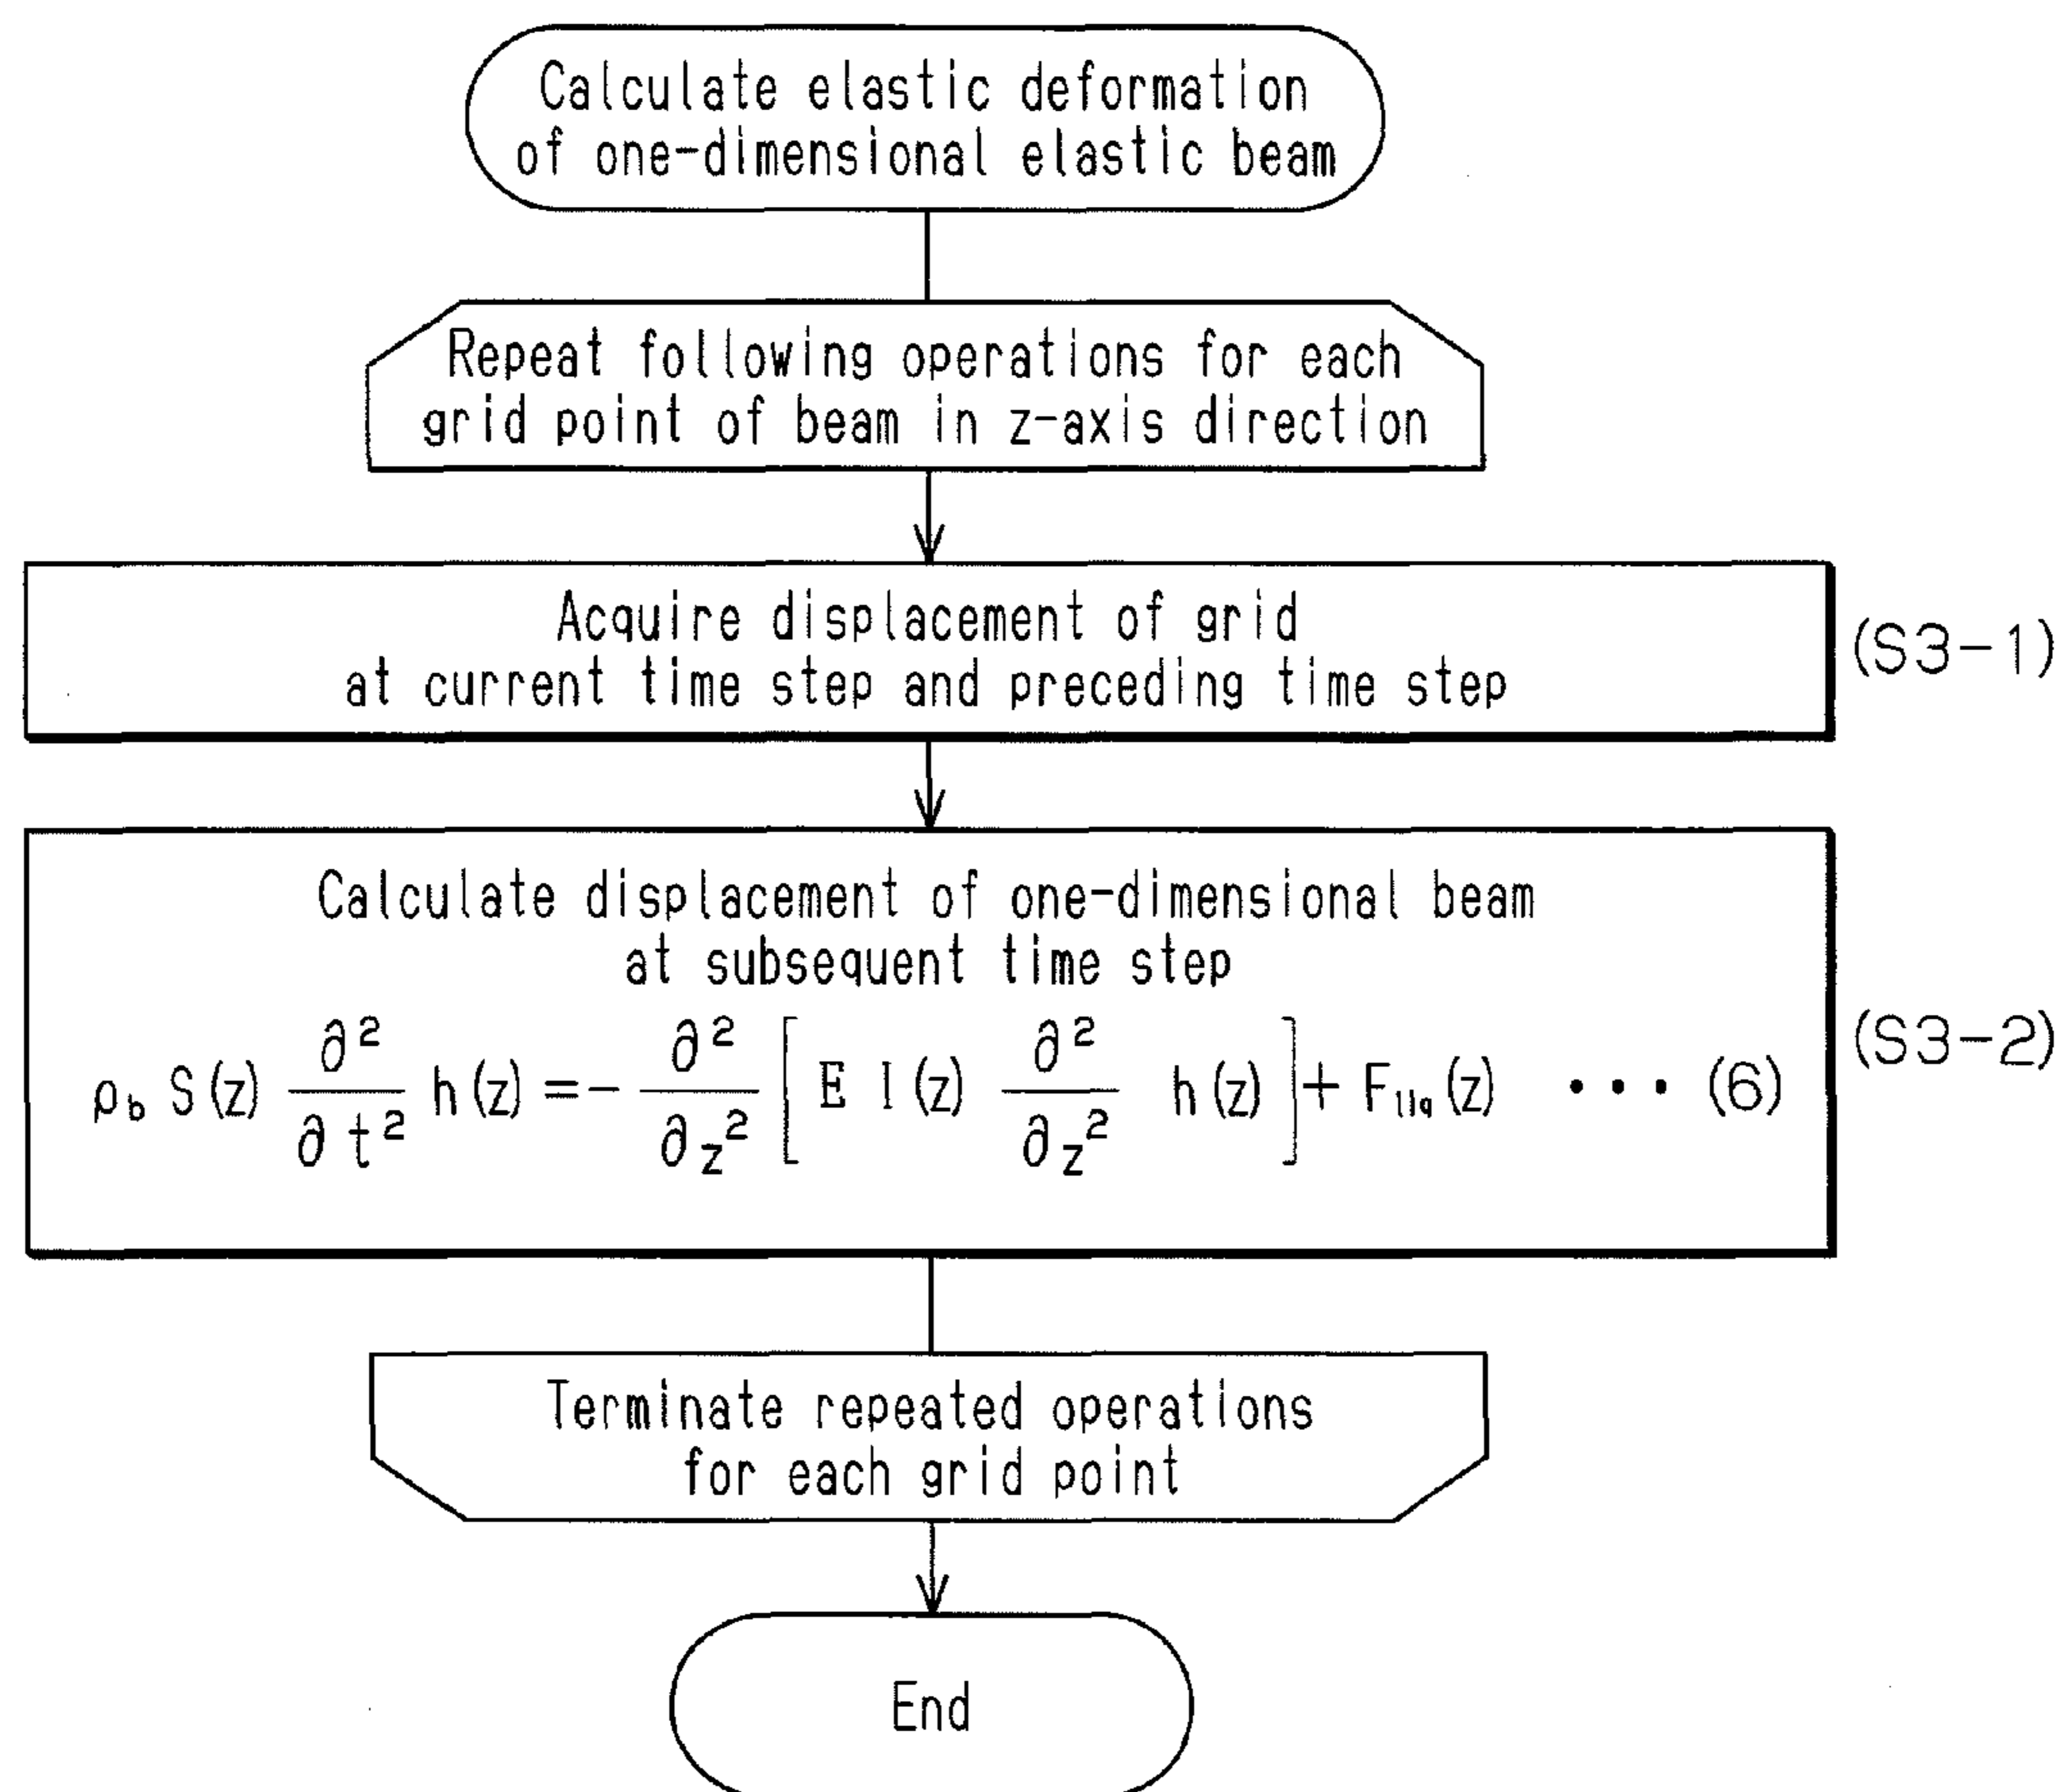 Calculate elastic deformation
of one-dimensional elastic beam
Repeat following operations for each
grid point of beam in z-axis direction
Acquire displacement of grid
at current time step and preceding time step
(S3-1)
Calculate displacement of one-dimensional beam
at subsequent time step
(S3-2)
ρ_b S(z) ∂²/∂t² h(z) = − ∂²/∂z² [ E I(z) ∂²/∂z² h(z) ] + F_liq(z) ••• (6)
Terminate repeated operations
for each grid point
End